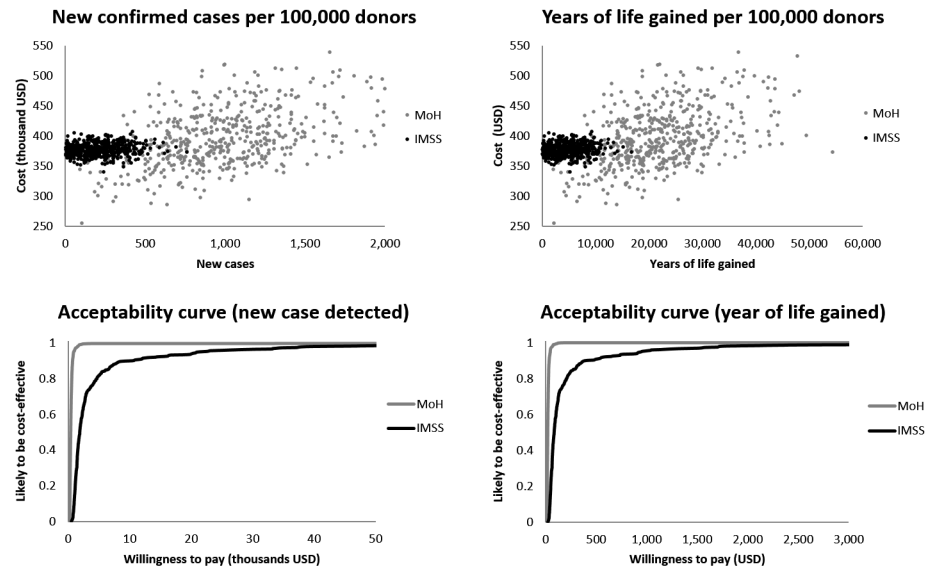 New confirmed cases per 100,000 donors
Cost (thousand USD)
550
500
450
400
350
300
250
0
500
1,000
1,500
2,000
New cases
MoH
IMSS
Years of life gained per 100,000 donors
Cost (USD)
550
500
450
400
350
300
250
0
10,000
20,000
30,000
40,000
50,000
60,000
Years of life gained
MoH
IMSS
Acceptability curve (new case detected)
Likely to be cost-effective
1
0.8
0.6
0.4
0.2
0
0
10
20
30
40
50
Willingness to pay (thousands USD)
MoH
IMSS
Acceptability curve (year of life gained)
Likely to be cost-effective
1
0.8
0.6
0.4
0.2
0
0
500
1,000
1,500
2,000
2,500
3,000
Willingness to pay (USD)
MoH
IMSS